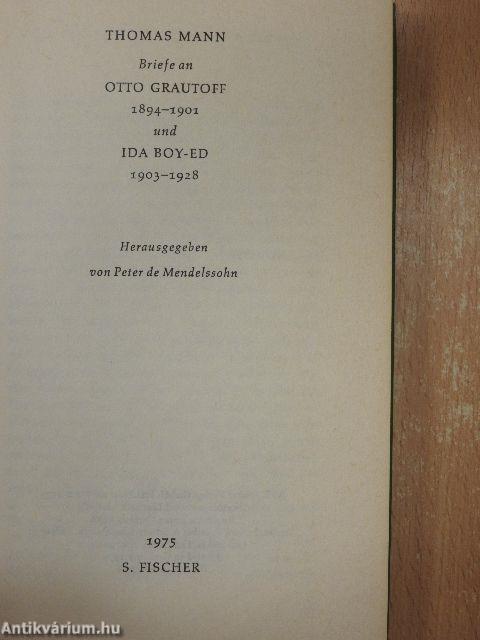 THOMAS MANN
Briefe an
OTTO GRAUTOFF
1894–1901
und
IDA BOY-ED
1903–1928
Herausgegeben
von Peter de Mendelssohn
1975
S. FISCHER
Antikvárium.hu